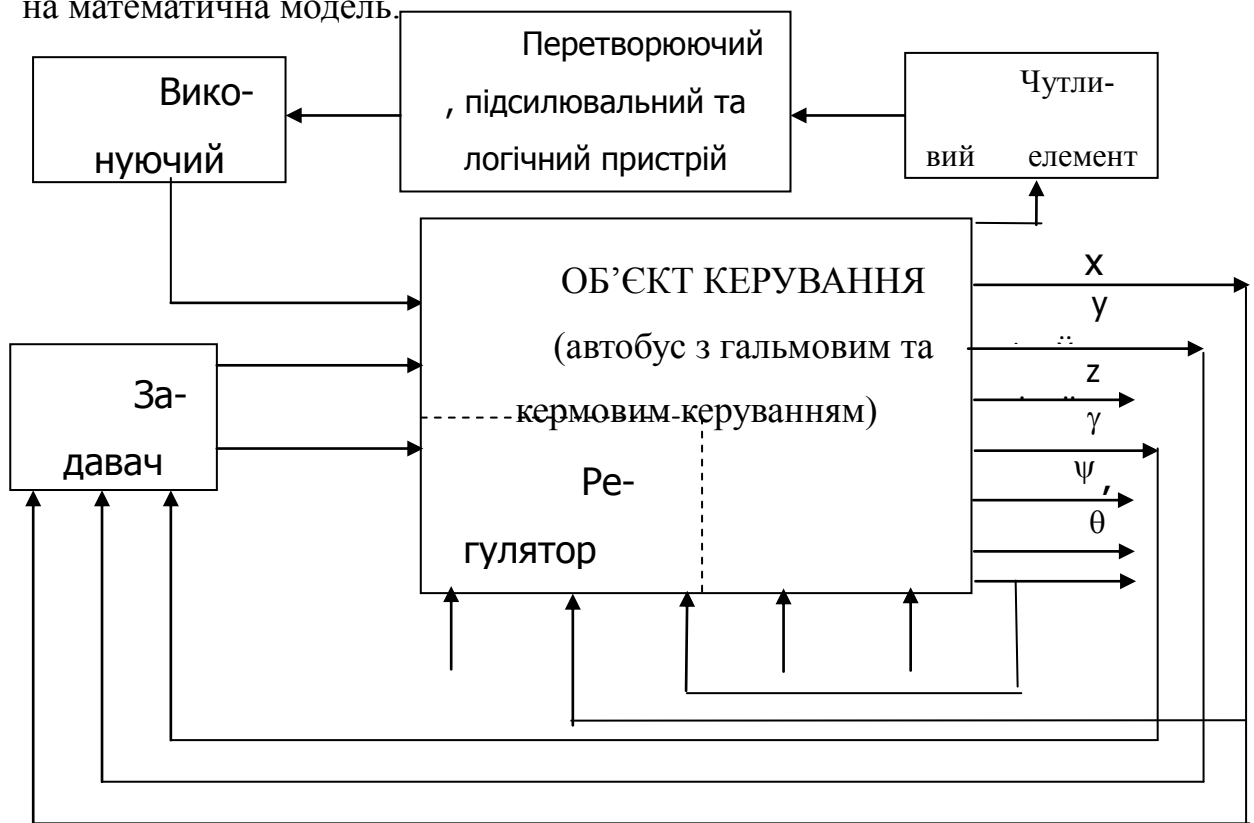 на математична модель.
Перетворюючий
, підсилювальний та
логічний пристрій
Вико-
нуючий
Чутли-
вий елемент
ОБ’ЄКТ КЕРУВАННЯ
(автобус з гальмовим та
кермовим керуванням)
За-
давач
Ре-
гулятор
x
y
z
γ
ψ ,
θ